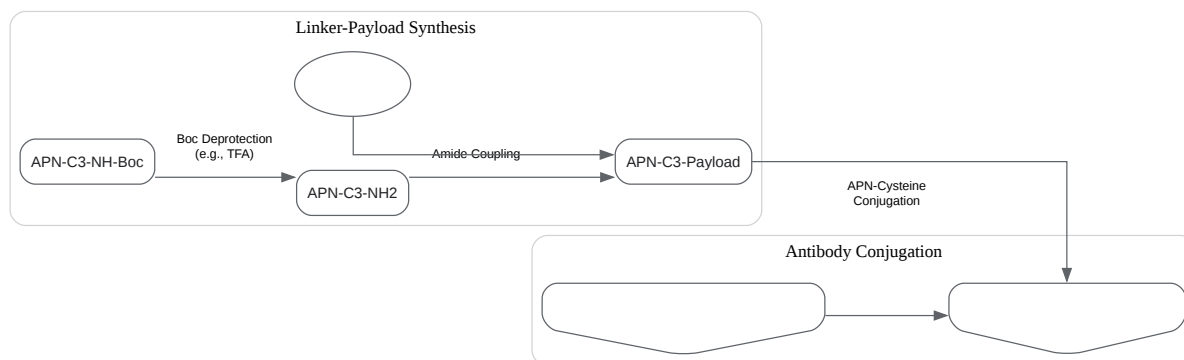 Linker-Payload Synthesis
Boc Deprotection
(e.g., TFA)
APN-C3-NH-Boc
Amide Coupling
APN-C3-Payload
APN-C3-NH2
APN-Cysteine
Conjugation
Antibody Conjugation